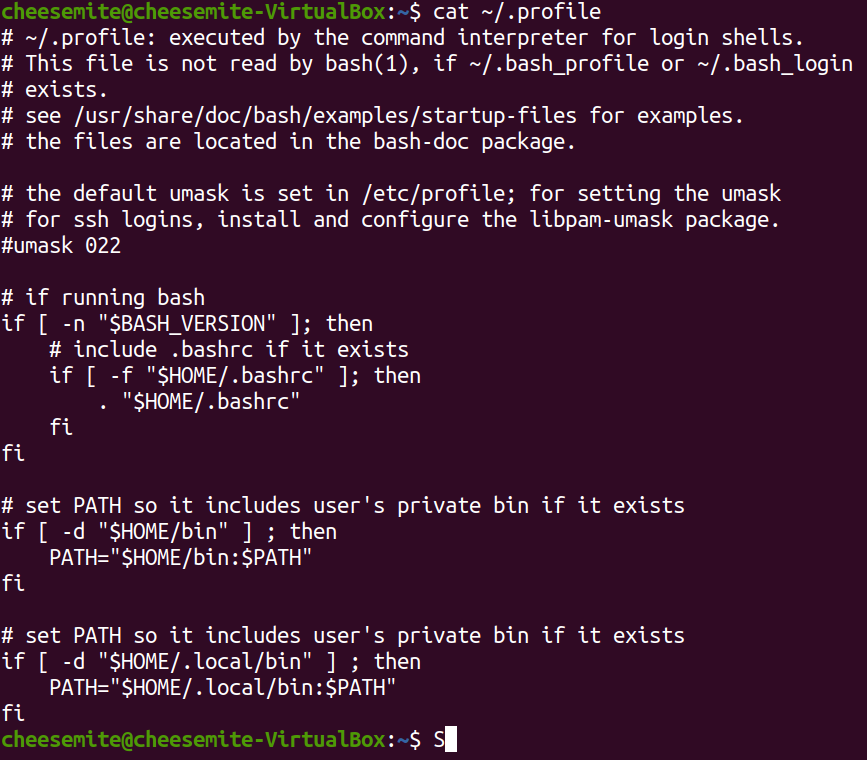 cheesemite@cheesemite-VirtualBox:~$ cat ~/.profile
# ~/.profile: executed by the command interpreter for login shells.
# This file is not read by bash(1), if ~/.bash_profile or ~/.bash_login
# exists.
# see /usr/share/doc/bash/examples/startup-files for examples.
# the files are located in the bash-doc package.

# the default umask is set in /etc/profile; for setting the umask
# for ssh logins, install and configure the libpam-umask package.
#umask 022

# if running bash
if [ -n "$BASH_VERSION" ]; then
    # include .bashrc if it exists
    if [ -f "$HOME/.bashrc" ]; then
        . "$HOME/.bashrc"
    fi
fi

# set PATH so it includes user's private bin if it exists
if [ -d "$HOME/bin" ] ; then
    PATH="$HOME/bin:$PATH"
fi

# set PATH so it includes user's private bin if it exists
if [ -d "$HOME/.local/bin" ] ; then
    PATH="$HOME/.local/bin:$PATH"
fi
cheesemite@cheesemite-VirtualBox:~$ S